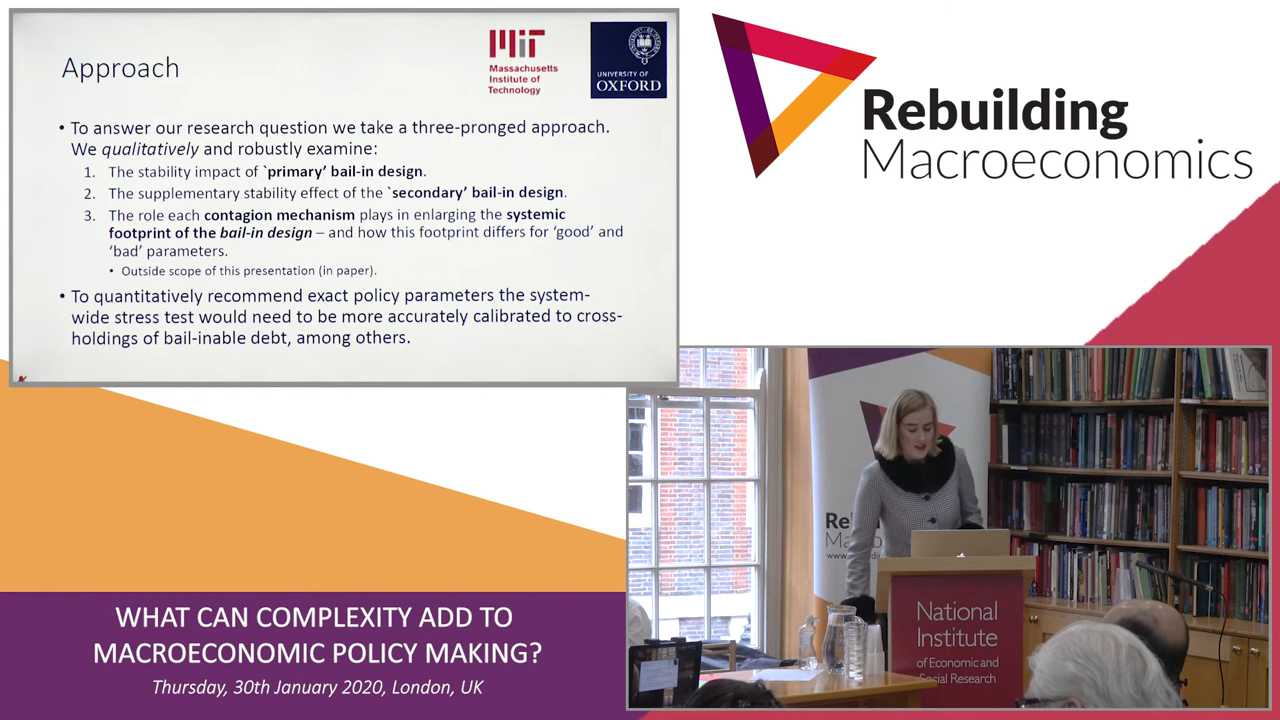 Approach
MiT
Massachusetts
Institute of
Technology
UNIVERSITY OF
OXFORD
• To answer our research question we take a three-pronged approach.
We qualitatively and robustly examine:
1. The stability impact of `primary’ bail-in design.
2. The supplementary stability effect of the `secondary’ bail-in design.
3. The role each contagion mechanism plays in enlarging the systemic
footprint of the bail-in design – and how this footprint differs for ‘good’ and
‘bad’ parameters.
• Outside scope of this presentation (in paper).
• To quantitatively recommend exact policy parameters the system-
wide stress test would need to be more accurately calibrated to cross-
holdings of bail-inable debt, among others.
Rebuilding
Macroeconomics
WHAT CAN COMPLEXITY ADD TO
MACROECONOMIC POLICY MAKING?
Thursday, 30th January 2020, London, UK
National
Institute
of Economic and
Social Research